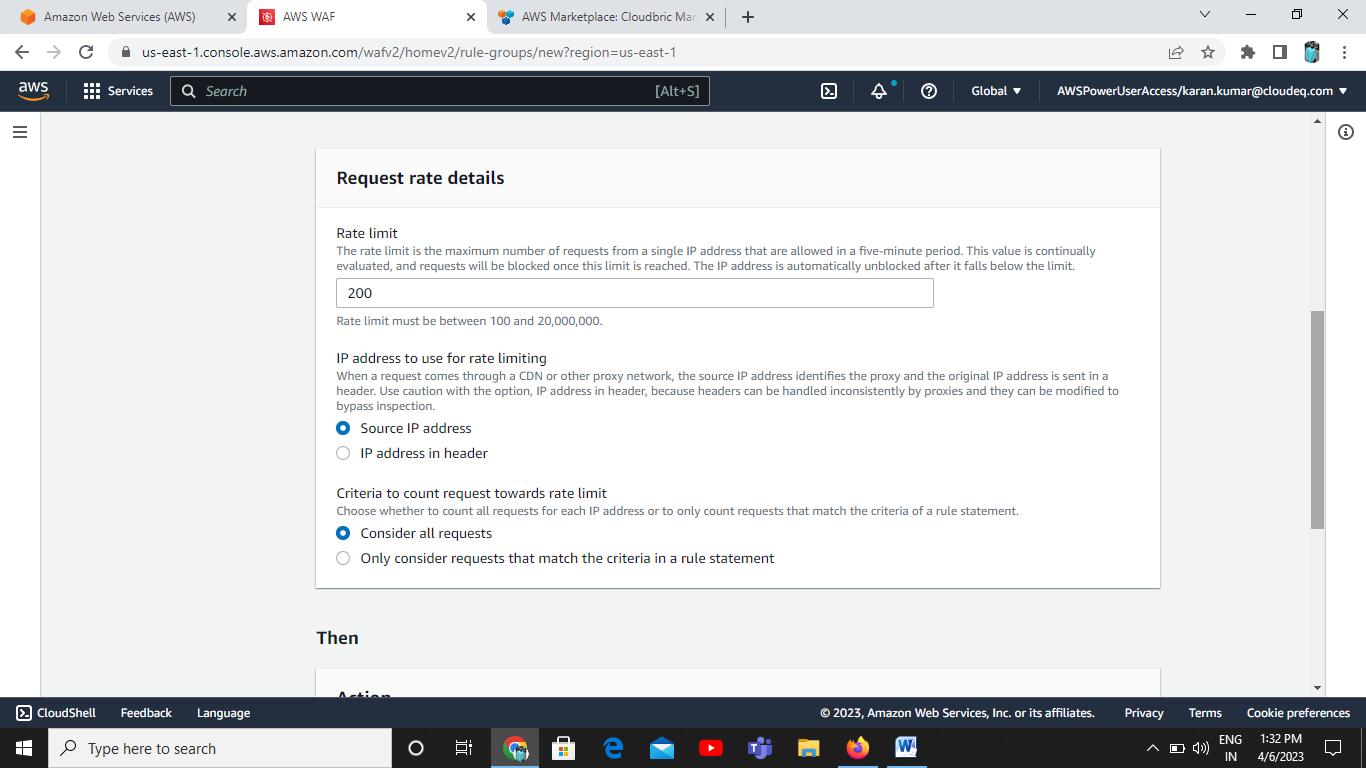 Amazon Web Services (AWS)
AWS WAF
AWS Marketplace: Cloudbric Mar
us-east-1.console.aws.amazon.com/wafv2/homev2/rule-groups/new?region=us-east-1
aws
Services
Search
[Alt+S]
Global
AWSPowerUserAccess/karan.kumar@cloudeq.com
Request rate details
Rate limit
The rate limit is the maximum number of requests from a single IP address that are allowed in a five-minute period. This value is continually
evaluated, and requests will be blocked once this limit is reached. The IP address is automatically unblocked after it falls below the limit.
200
Rate limit must be between 100 and 20,000,000.
IP address to use for rate limiting
When a request comes through a CDN or other proxy network, the source IP address identifies the proxy and the original IP address is sent in a
header. Use caution with the option, IP address in header, because headers can be handled inconsistently by proxies and they can be modified to
bypass inspection.
Source IP address
IP address in header
Criteria to count request towards rate limit
Choose whether to count all requests for each IP address or to only count requests that match the criteria of a rule statement.
Consider all requests
Only consider requests that match the criteria in a rule statement
Then
Action
CloudShell
Feedback
Language
© 2023, Amazon Web Services, Inc. or its affiliates.
Privacy
Terms
Cookie preferences
Type here to search
ENG
IN
1:32 PM
4/6/2023